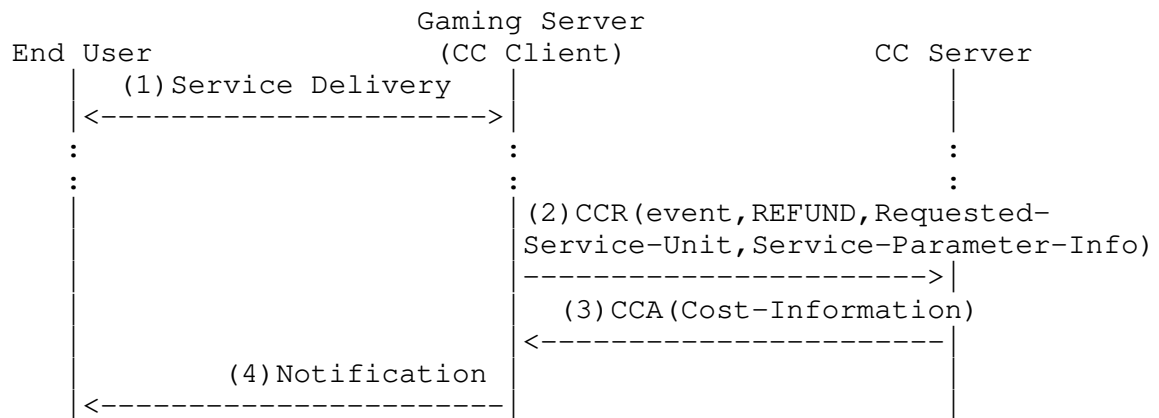 Gaming Server
End User (CC Client) CC Server
(1)Service Delivery
(2)CCR(event,REFUND,Requested-
Service-Unit,Service-Parameter-Info)
(3)CCA(Cost-Information)
(4)Notification